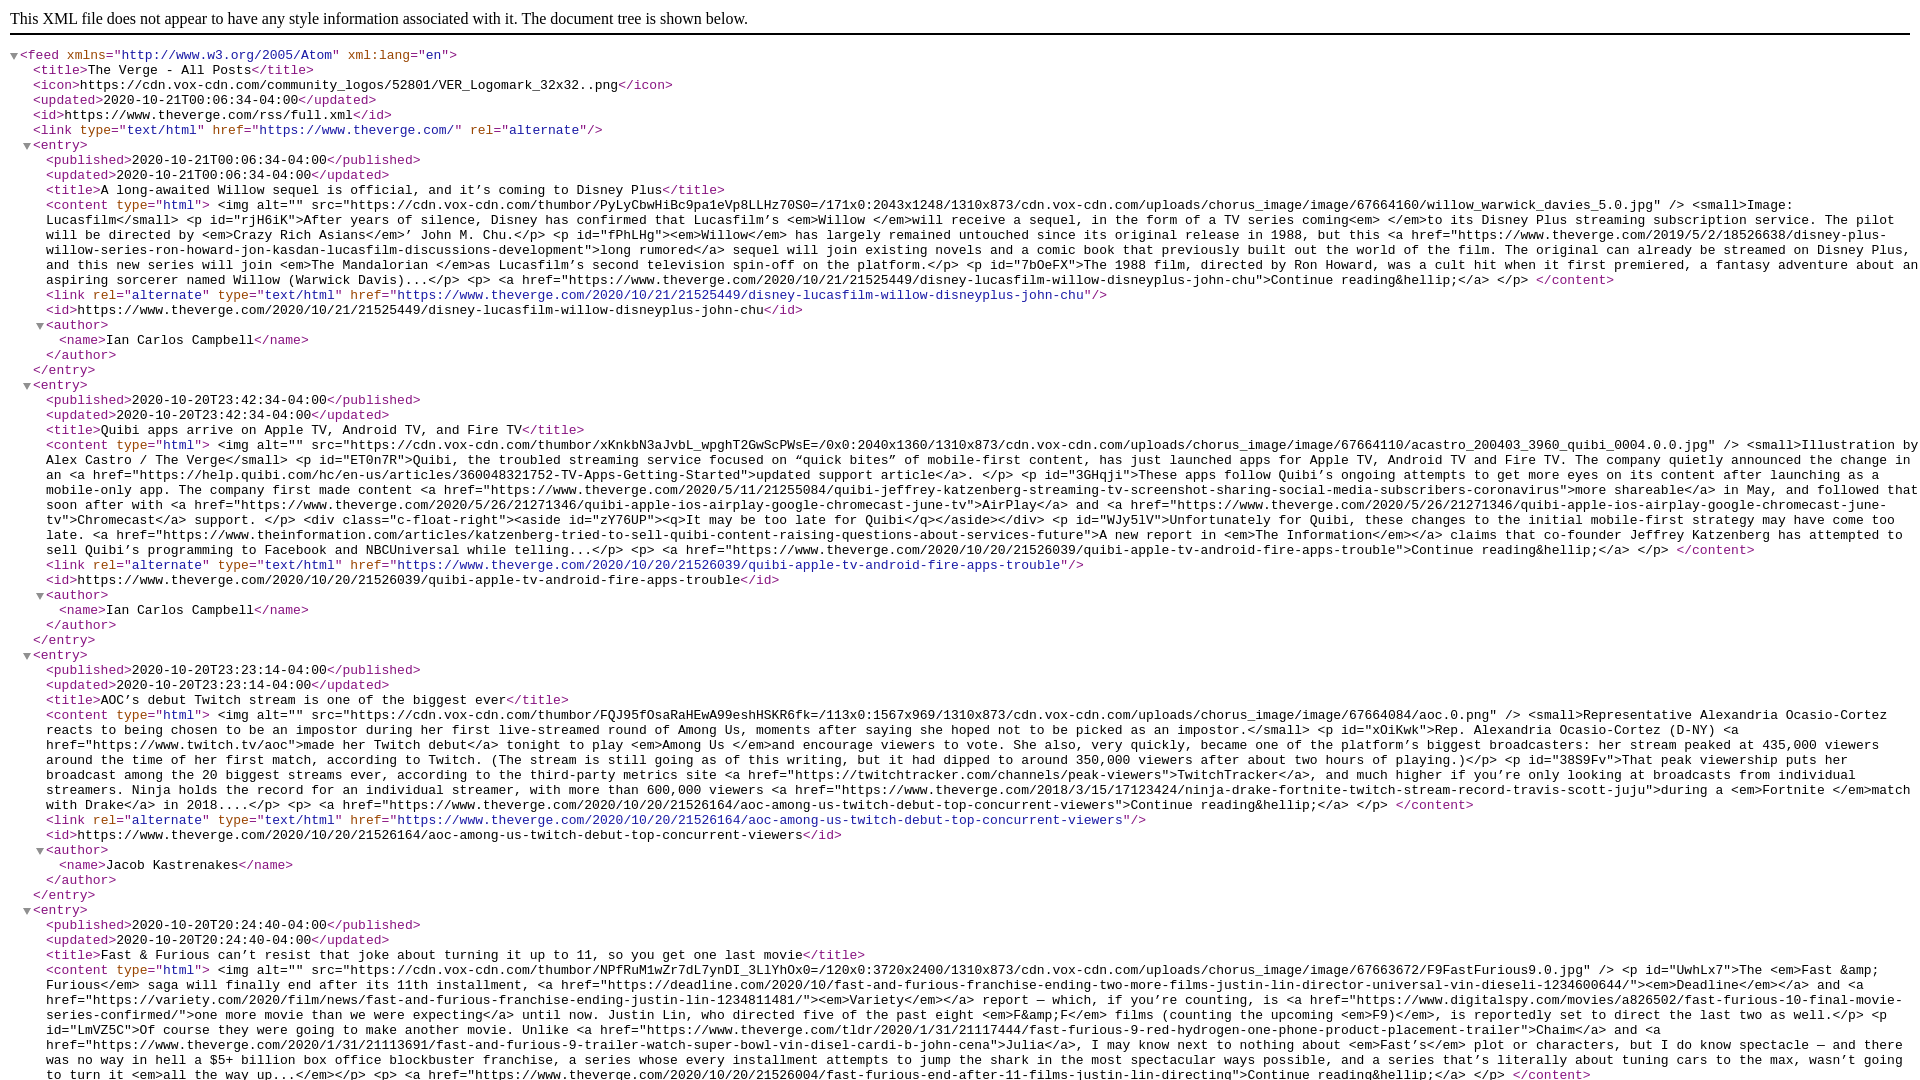 This XML file does not appear to have any style information associated with it. The document tree is shown below.
<feed xmlns="http://www.w3.org/2005/Atom" xml:lang="en">
<title>The Verge - All Posts</title>
<icon>https://cdn.vox-cdn.com/community_logos/52801/VER_Logomark_32x32..png</icon>
<updated>2020-10-21T00:06:34-04:00</updated>
<id>https://www.theverge.com/rss/full.xml</id>
<link type="text/html" href="https://www.theverge.com/" rel="alternate"/>
<entry>
<published>2020-10-21T00:06:34-04:00</published>
<updated>2020-10-21T00:06:34-04:00</updated>
<title>A long-awaited Willow sequel is official, and it’s coming to Disney Plus</title>
<content type="html"> <img alt="" src="https://cdn.vox-cdn.com/thumbor/PyLyCbwHiBc9pa1eVp8LLHz70S0=/171x0:2043x1248/1310x873/cdn.vox-cdn.com/uploads/chorus_image/image/67664160/willow_warwick_davies_5.0.jpg" /> <small>Image:
Lucasfilm</small> <p id="rjH6iK">After years of silence, Disney has confirmed that Lucasfilm’s <em>Willow </em>will receive a sequel, in the form of a TV series coming<em> </em>to its Disney Plus streaming subscription service. The pilot
will be directed by <em>Crazy Rich Asians</em>’ John M. Chu.</p> <p id="fPhLHg"><em>Willow</em> has largely remained untouched since its original release in 1988, but this <a href="https://www.theverge.com/2019/5/2/18526638/disney-plus-
willow-series-ron-howard-jon-kasdan-lucasfilm-discussions-development">long rumored</a> sequel will join existing novels and a comic book that previously built out the world of the film. The original can already be streamed on Disney Plus,
and this new series will join <em>The Mandalorian </em>as Lucasfilm’s second television spin-off on the platform.</p> <p id="7bOeFX">The 1988 film, directed by Ron Howard, was a cult hit when it first premiered, a fantasy adventure about an
aspiring sorcerer named Willow (Warwick Davis)...</p> <p> <a href="https://www.theverge.com/2020/10/21/21525449/disney-lucasfilm-willow-disneyplus-john-chu">Continue reading&hellip;</a> </p> </content>
<link rel="alternate" type="text/html" href="https://www.theverge.com/2020/10/21/21525449/disney-lucasfilm-willow-disneyplus-john-chu"/>
<id>https://www.theverge.com/2020/10/21/21525449/disney-lucasfilm-willow-disneyplus-john-chu</id>
<author>
<name>Ian Carlos Campbell</name>
</author>
</entry>
<entry>
<published>2020-10-20T23:42:34-04:00</published>
<updated>2020-10-20T23:42:34-04:00</updated>
<title>Quibi apps arrive on Apple TV, Android TV, and Fire TV</title>
<content type="html"> <img alt="" src="https://cdn.vox-cdn.com/thumbor/xKnkbN3aJvbL_wpghT2GwScPWsE=/0x0:2040x1360/1310x873/cdn.vox-cdn.com/uploads/chorus_image/image/67664110/acastro_200403_3960_quibi_0004.0.0.jpg" /> <small>Illustration by
Alex Castro / The Verge</small> <p id="ET0n7R">Quibi, the troubled streaming service focused on “quick bites” of mobile-first content, has just launched apps for Apple TV, Android TV and Fire TV. The company quietly announced the change in
an <a href="https://help.quibi.com/hc/en-us/articles/360048321752-TV-Apps-Getting-Started">updated support article</a>. </p> <p id="3GHqji">These apps follow Quibi’s ongoing attempts to get more eyes on its content after launching as a
mobile-only app. The company first made content <a href="https://www.theverge.com/2020/5/11/21255084/quibi-jeffrey-katzenberg-streaming-tv-screenshot-sharing-social-media-subscribers-coronavirus">more shareable</a> in May, and followed that
soon after with <a href="https://www.theverge.com/2020/5/26/21271346/quibi-apple-ios-airplay-google-chromecast-june-tv">AirPlay</a> and <a href="https://www.theverge.com/2020/5/26/21271346/quibi-apple-ios-airplay-google-chromecast-june-
tv">Chromecast</a> support. </p> <div class="c-float-right"><aside id="zY76UP"><q>It may be too late for Quibi</q></aside></div> <p id="WJy5lV">Unfortunately for Quibi, these changes to the initial mobile-first strategy may have come too
late. <a href="https://www.theinformation.com/articles/katzenberg-tried-to-sell-quibi-content-raising-questions-about-services-future">A new report in <em>The Information</em></a> claims that co-founder Jeffrey Katzenberg has attempted to
sell Quibi’s programming to Facebook and NBCUniversal while telling...</p> <p> <a href="https://www.theverge.com/2020/10/20/21526039/quibi-apple-tv-android-fire-apps-trouble">Continue reading&hellip;</a> </p> </content>
<link rel="alternate" type="text/html" href="https://www.theverge.com/2020/10/20/21526039/quibi-apple-tv-android-fire-apps-trouble"/>
<id>https://www.theverge.com/2020/10/20/21526039/quibi-apple-tv-android-fire-apps-trouble</id>
<author>
<name>Ian Carlos Campbell</name>
</author>
</entry>
<entry>
<published>2020-10-20T23:23:14-04:00</published>
<updated>2020-10-20T23:23:14-04:00</updated>
<title>AOC’s debut Twitch stream is one of the biggest ever</title>
<content type="html"> <img alt="" src="https://cdn.vox-cdn.com/thumbor/FQJ95fOsaRaHEwA99eshHSKR6fk=/113x0:1567x969/1310x873/cdn.vox-cdn.com/uploads/chorus_image/image/67664084/aoc.0.png" /> <small>Representative Alexandria Ocasio-Cortez
reacts to being chosen to be an impostor during her first live-streamed round of Among Us, moments after saying she hoped not to be picked as an impostor.</small> <p id="xOiKwk">Rep. Alexandria Ocasio-Cortez (D-NY) <a
href="https://www.twitch.tv/aoc">made her Twitch debut</a> tonight to play <em>Among Us </em>and encourage viewers to vote. She also, very quickly, became one of the platform’s biggest broadcasters: her stream peaked at 435,000 viewers
around the time of her first match, according to Twitch. (The stream is still going as of this writing, but it had dipped to around 350,000 viewers after about two hours of playing.)</p> <p id="38S9Fv">That peak viewership puts her
broadcast among the 20 biggest streams ever, according to the third-party metrics site <a href="https://twitchtracker.com/channels/peak-viewers">TwitchTracker</a>, and much higher if you’re only looking at broadcasts from individual
streamers. Ninja holds the record for an individual streamer, with more than 600,000 viewers <a href="https://www.theverge.com/2018/3/15/17123424/ninja-drake-fortnite-twitch-stream-record-travis-scott-juju">during a <em>Fortnite </em>match
with Drake</a> in 2018....</p> <p> <a href="https://www.theverge.com/2020/10/20/21526164/aoc-among-us-twitch-debut-top-concurrent-viewers">Continue reading&hellip;</a> </p> </content>
<link rel="alternate" type="text/html" href="https://www.theverge.com/2020/10/20/21526164/aoc-among-us-twitch-debut-top-concurrent-viewers"/>
<id>https://www.theverge.com/2020/10/20/21526164/aoc-among-us-twitch-debut-top-concurrent-viewers</id>
<author>
<name>Jacob Kastrenakes</name>
</author>
</entry>
<entry>
<published>2020-10-20T20:24:40-04:00</published>
<updated>2020-10-20T20:24:40-04:00</updated>
<title>Fast & Furious can’t resist that joke about turning it up to 11, so you get one last movie</title>
<content type="html"> <img alt="" src="https://cdn.vox-cdn.com/thumbor/NPfRuM1wZr7dL7ynDI_3LlYhOx0=/120x0:3720x2400/1310x873/cdn.vox-cdn.com/uploads/chorus_image/image/67663672/F9FastFurious9.0.jpg" /> <p id="UwhLx7">The <em>Fast &amp;
Furious</em> saga will finally end after its 11th installment, <a href="https://deadline.com/2020/10/fast-and-furious-franchise-ending-two-more-films-justin-lin-director-universal-vin-dieseli-1234600644/"><em>Deadline</em></a> and <a
href="https://variety.com/2020/film/news/fast-and-furious-franchise-ending-justin-lin-1234811481/"><em>Variety</em></a> report — which, if you’re counting, is <a href="https://www.digitalspy.com/movies/a826502/fast-furious-10-final-movie-
series-confirmed/">one more movie than we were expecting</a> until now. Justin Lin, who directed five of the past eight <em>F&amp;F</em> films (counting the upcoming <em>F9)</em>, is reportedly set to direct the last two as well.</p> <p
id="LmVZ5C">Of course they were going to make another movie. Unlike <a href="https://www.theverge.com/tldr/2020/1/31/21117444/fast-furious-9-red-hydrogen-one-phone-product-placement-trailer">Chaim</a> and <a
href="https://www.theverge.com/2020/1/31/21113691/fast-and-furious-9-trailer-watch-super-bowl-vin-disel-cardi-b-john-cena">Julia</a>, I may know next to nothing about <em>Fast’s</em> plot or characters, but I do know spectacle — and there
was no way in hell a $5+ billion box office blockbuster franchise, a series whose every installment attempts to jump the shark in the most spectacular ways possible, and a series that’s literally about tuning cars to the max, wasn’t going
to turn it <em>all the way up...</em></p> <p> <a href="https://www.theverge.com/2020/10/20/21526004/fast-furious-end-after-11-films-justin-lin-directing">Continue reading&hellip;</a> </p> </content>